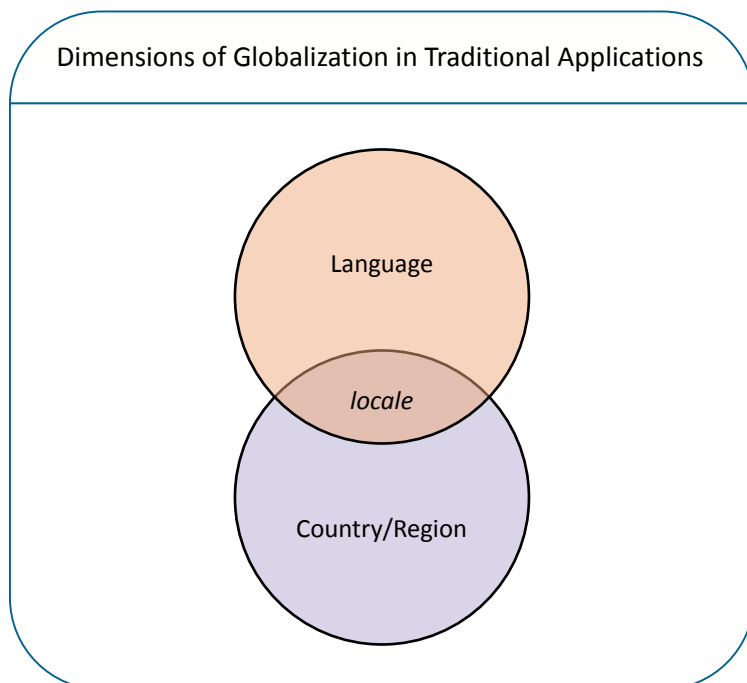 Dimensions of Globalization in Traditional Applications
Language
locale
Country/Region